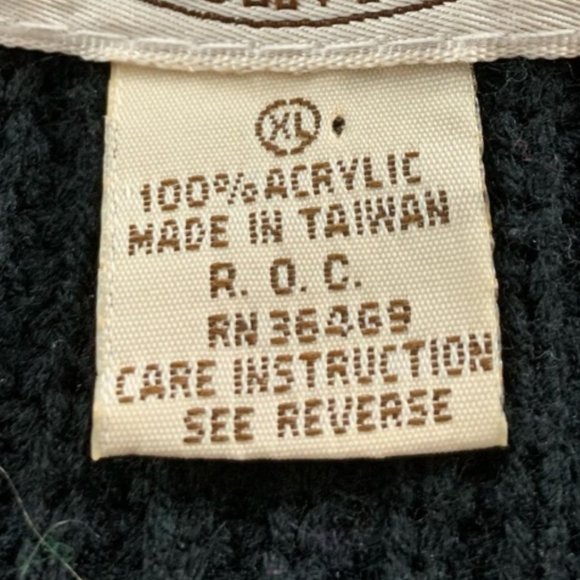 XL
100% ACRYLIC
MADE IN TAIWAN
R. O. C.
RN 36469
CARE INSTRUCTION
SEE REVERSE